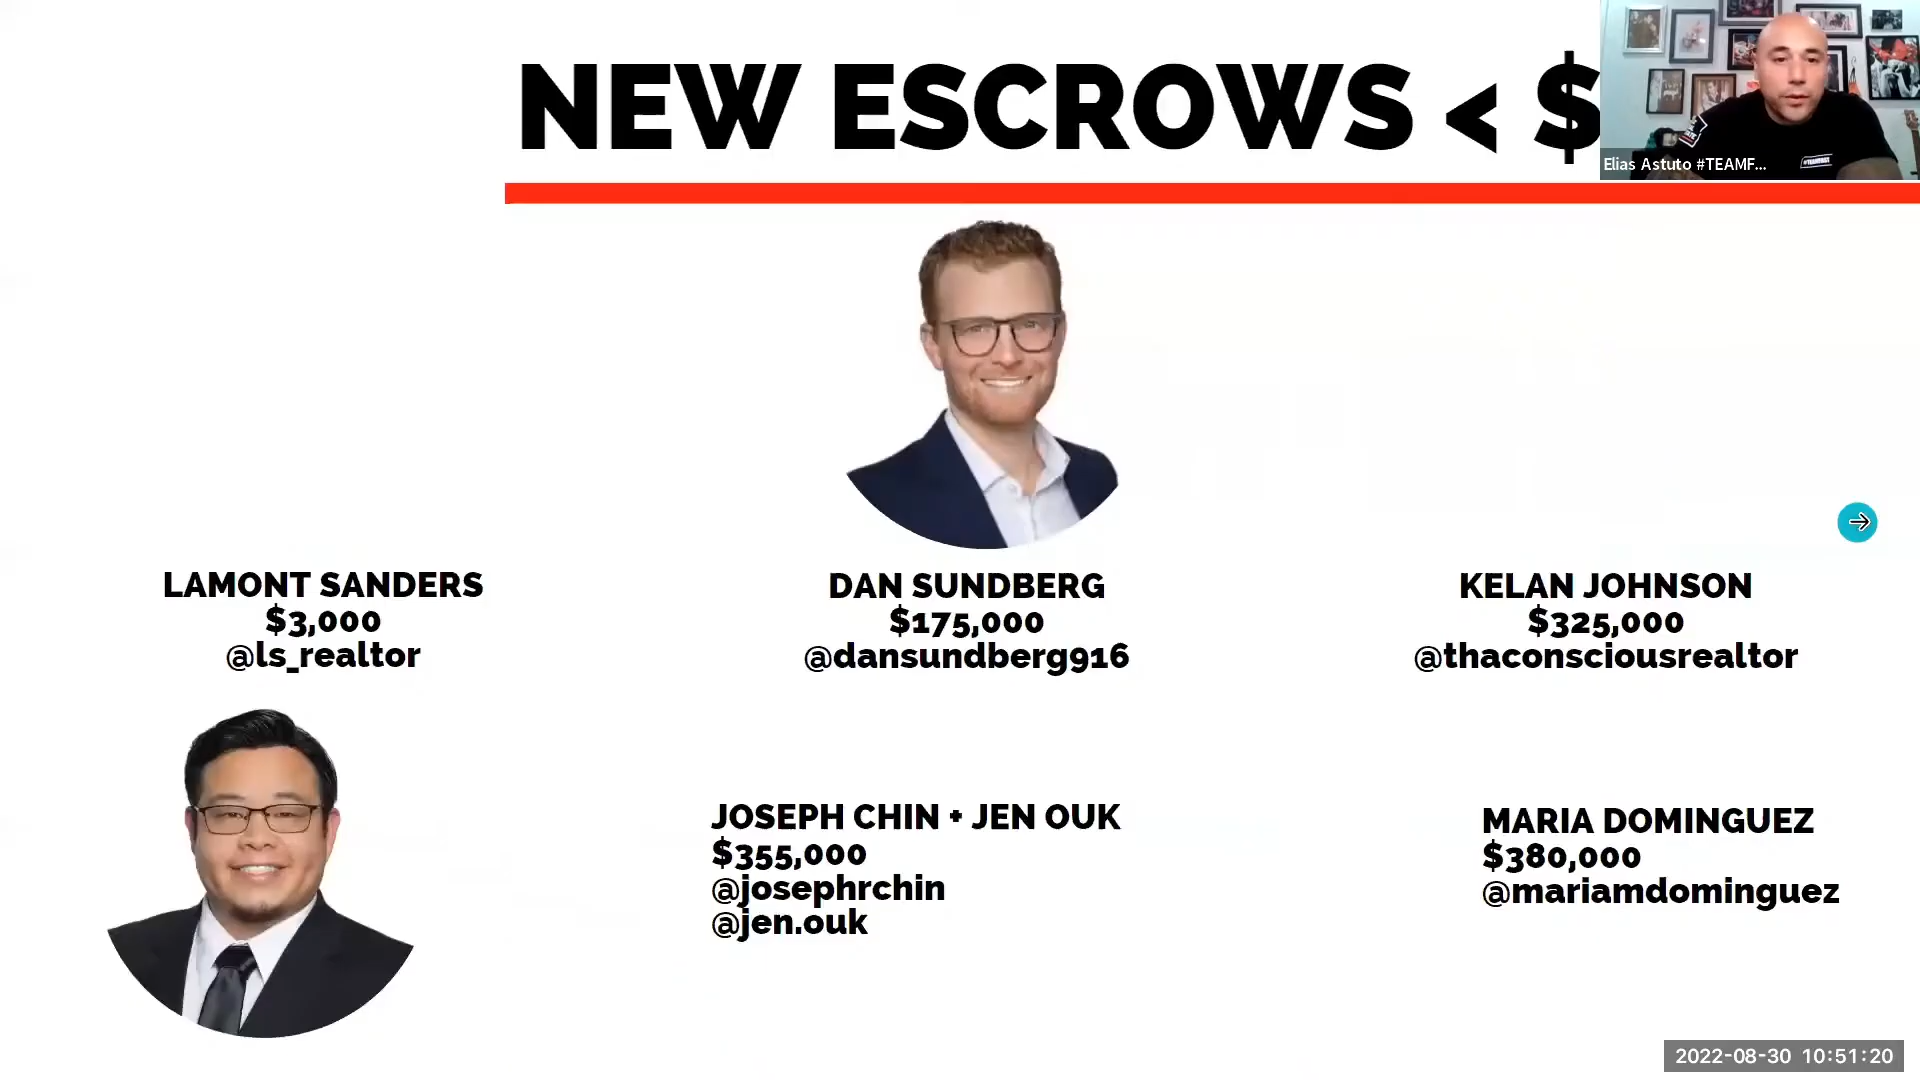 NEW ESCROWS < $
Elias Astuto #TEAMF...
LAMONT SANDERS
$3,000
@ls_realtor
DAN SUNDBERG
$175,000
@dansundberg916
KELAN JOHNSON
$325,000
@thaconsciousrealtor
JOSEPH CHIN + JEN OUK
$355,000
@josephrchin
@jen.ouk
MARIA DOMINGUEZ
$380,000
@mariamdominguez
2022-08-30 10:51:20